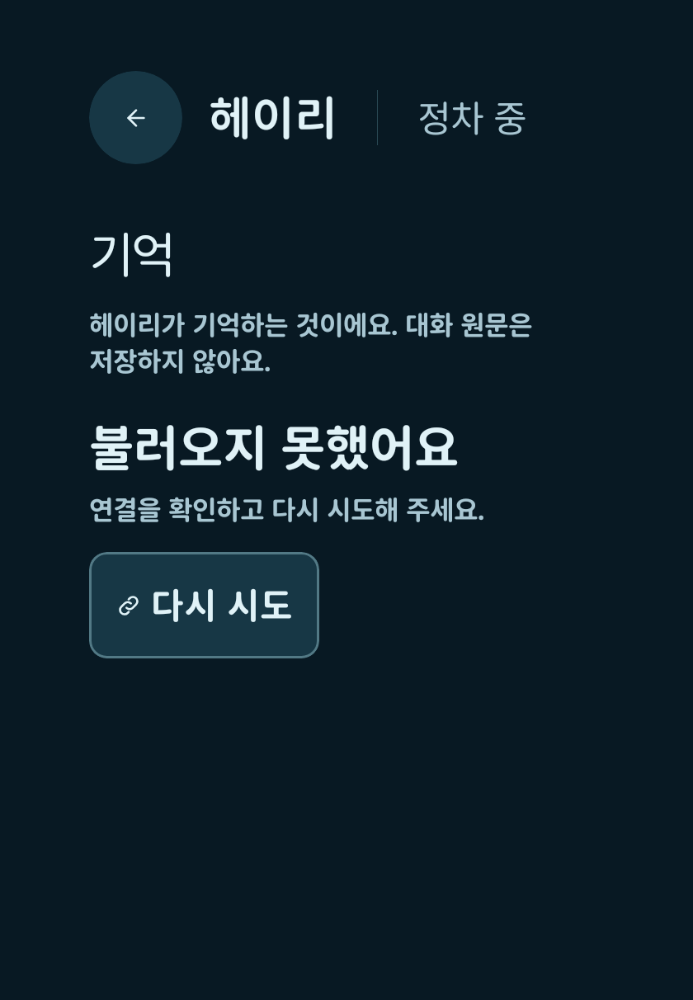 헤이리
정차 중
기억
헤이리가 기억하는 것이에요. 대화 원문은
저장하지 않아요.
불러오지 못했어요
연결을 확인하고 다시 시도해 주세요.
다시 시도